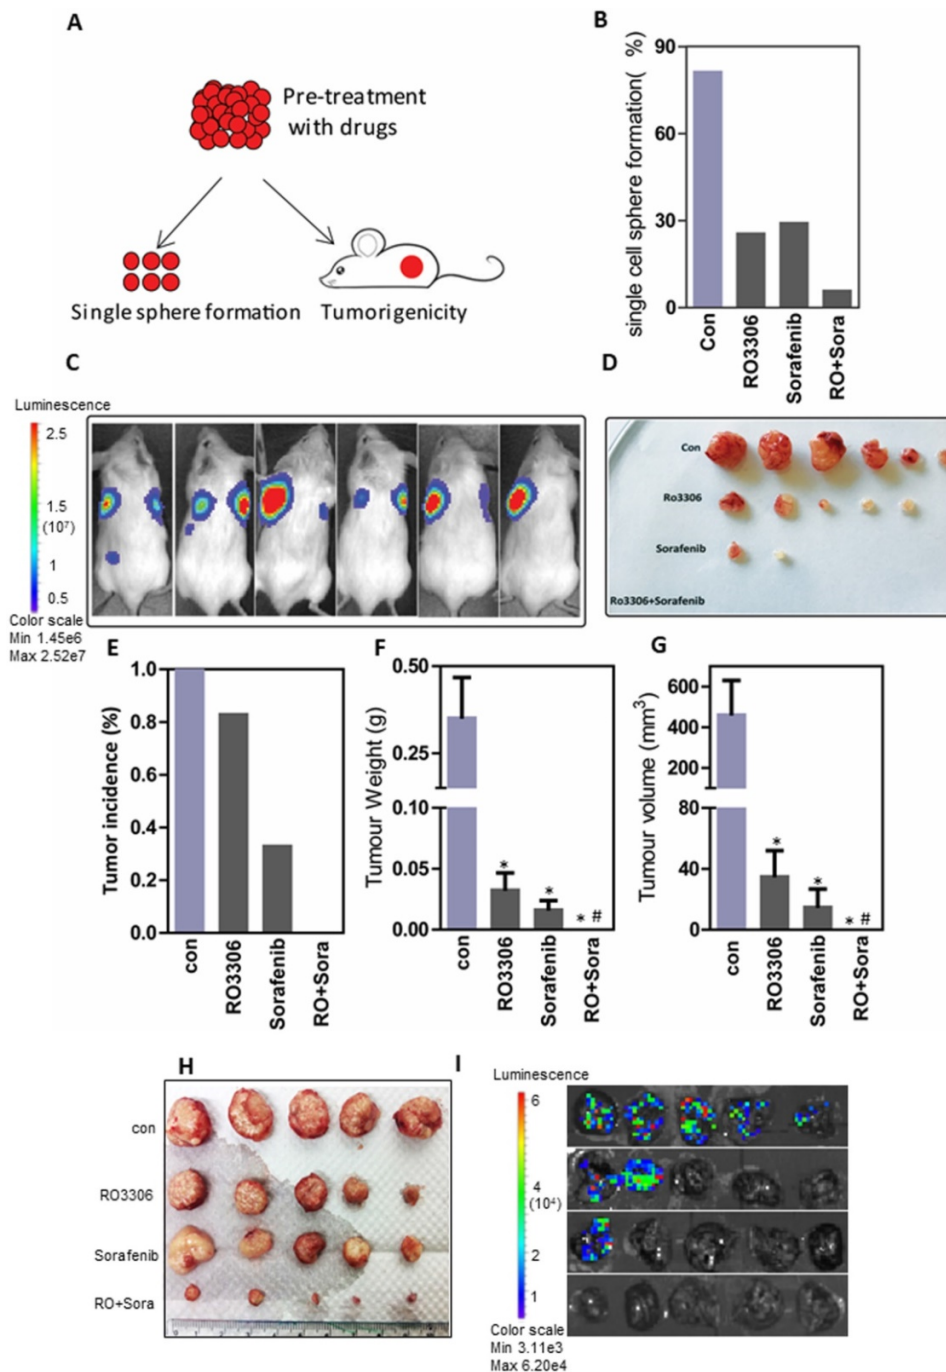 A
Pre-treatment
with drugs
Single sphere formation
Tumorigenicity
B
single cell sphere formation( %)
90
60
30
0
Con
RO3306
Sorafenib
RO+Sora
C
Luminescence
2.5
1.5
(10⁷)
1
0.5
Color scale
Min 1.45e6
Max 2.52e7
D
Con
Ro3306
Sorafenib
Ro3306+Sorafenib
E
Tumor incidence (%)
1.0
0.8
0.6
0.4
0.2
0.0
con
RO3306
Sorafenib
RO+Sora
F
Tumour Weight (g)
0.50
0.25
0.10
0.05
0.00
*
*
* #
con
RO3306
Sorafenib
RO+Sora
G
Tumour volume (mm³)
600
400
200
80
40
0
*
*
* #
con
RO3306
Sorafenib
RO+Sora
H
con
RO3306
Sorafenib
RO+Sora
I
Luminescence
6
4
(10⁴)
2
1
Color scale
Min 3.11e3
Max 6.20e4